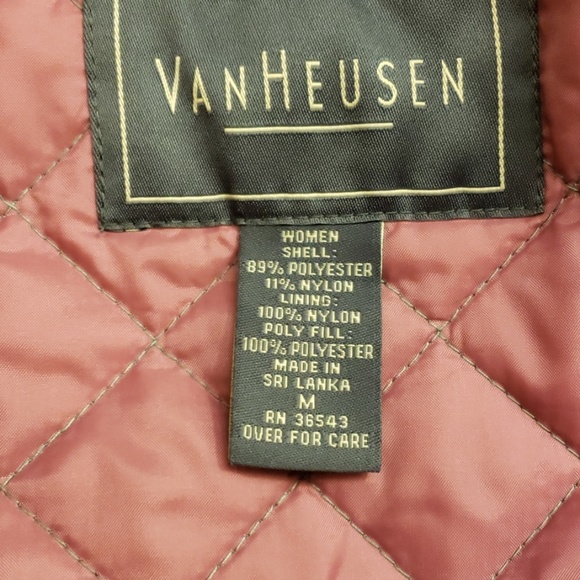 VANHEUSEN
WOMEN
SHELL:
89% POLYESTER
11% NYLON
LINING:
100% NYLON
POLY FILL:
100% POLYESTER
MADE IN
SRI LANKA
M
RN 36543
OVER FOR CARE